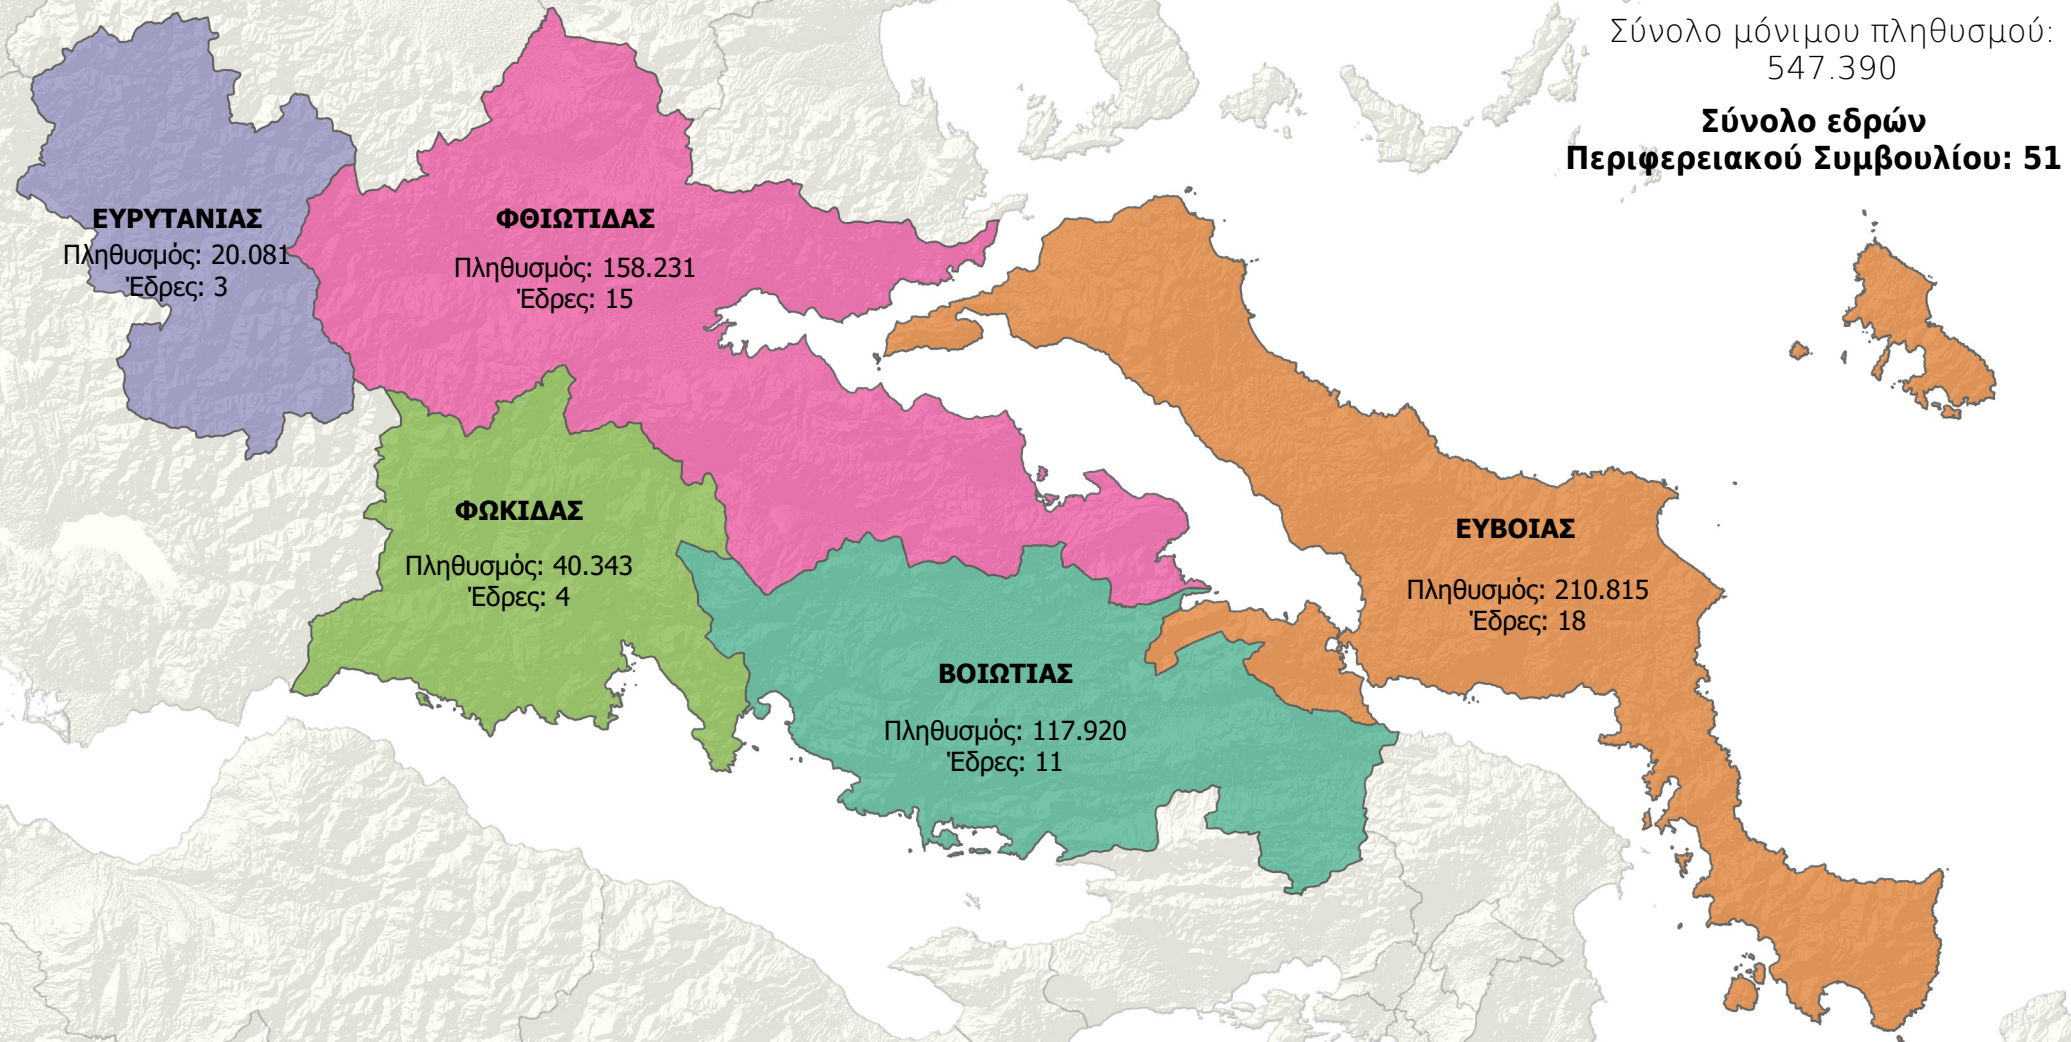 Σύνολο μόνιμου πληθυσμού:
547.390
Σύνολο εδρών
Περιφερειακού Συμβουλίου: 51
ΕΥΡΥΤΑΝΙΑΣ
Πληθυσμός: 20.081
Έδρες: 3
ΦΘΙΩΤΙΔΑΣ
Πληθυσμός: 158.231
Έδρες: 15
ΦΩΚΙΔΑΣ
Πληθυσμός: 40.343
Έδρες: 4
ΕΥΒΟΙΑΣ
Πληθυσμός: 210.815
Έδρες: 18
ΒΟΙΩΤΙΑΣ
Πληθυσμός: 117.920
Έδρες: 11